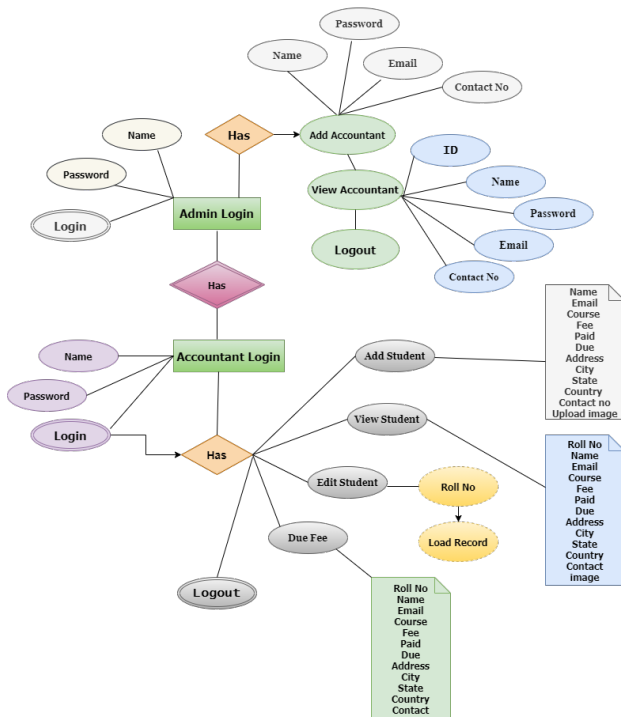 Password
Name
Email
Contact No
Has
Add Accountant
Name
ID
Password
View Accountant
Name
Admin Login
Password
Login
Logout
Email
Contact No
Has
Name
Email
Course
Fee
Paid
Due
Address
City
State
Country
Contact no
Upload image
Name
Accountant Login
Add Student
Password
Login
View Student
Has
Edit Student
Roll No
Due Fee
Load Record
Roll No
Name
Email
Course
Fee
Paid
Due
Address
City
State
Country
Contact
image
Logout
Roll No
Name
Email
Course
Fee
Paid
Due
Address
City
State
Country
Contact